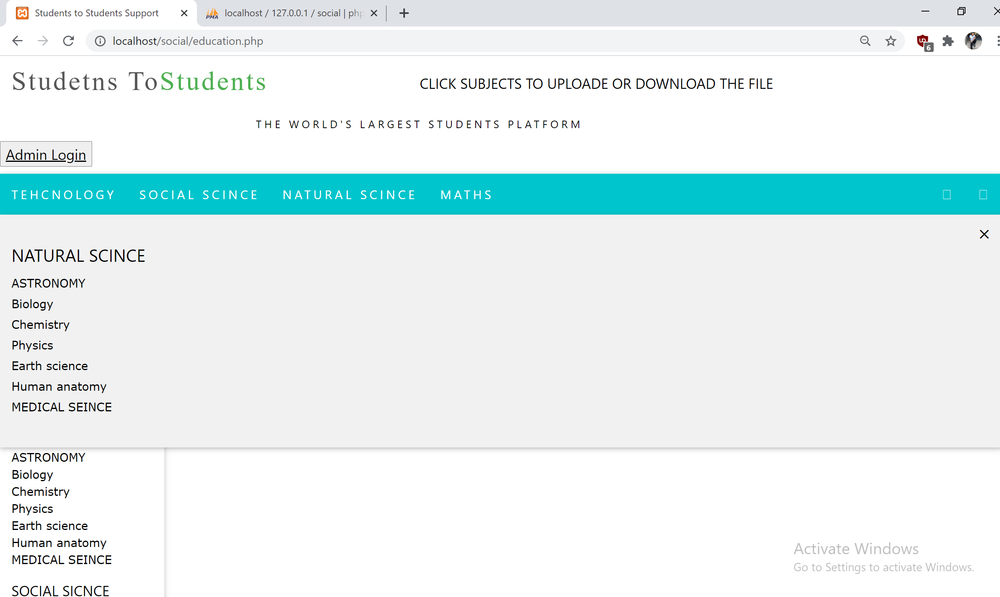 Students to Students Support
localhost / 127.0.0.1 / social | php
localhost/social/education.php
6
Studetns ToStudents
CLICK SUBJECTS TO UPLOADE OR DOWNLOAD THE FILE
THE WORLD'S LARGEST STUDENTS PLATFORM
Admin Login
TEHCNOLOGY SOCIAL SCINCE NATURAL SCINCE MATHS
NATURAL SCINCE
ASTRONOMY
Biology
Chemistry
Physics
Earth science
Human anatomy
MEDICAL SEINCE
ASTRONOMY
Biology
Chemistry
Physics
Earth science
Human anatomy
MEDICAL SEINCE
SOCIAL SICNCE
Activate Windows
Go to Settings to activate Windows.